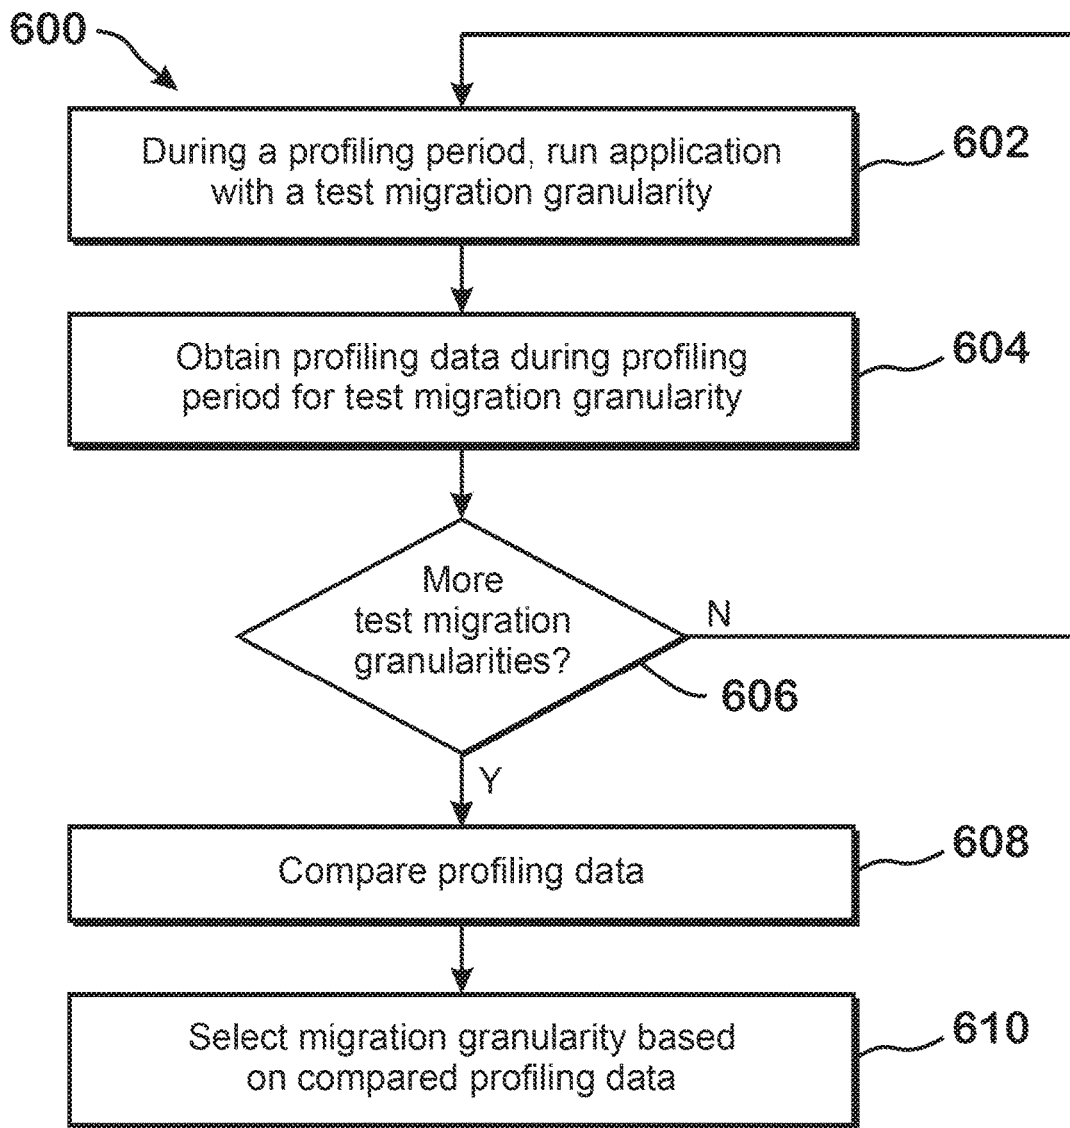 600
During a profiling period, run application
with a test migration granularity
602
Obtain profiling data during profiling
period for test migration granularity
604
More
test migration
granularities?
N
606
Y
Compare profiling data
608
Select migration granularity based
on compared profiling data
610